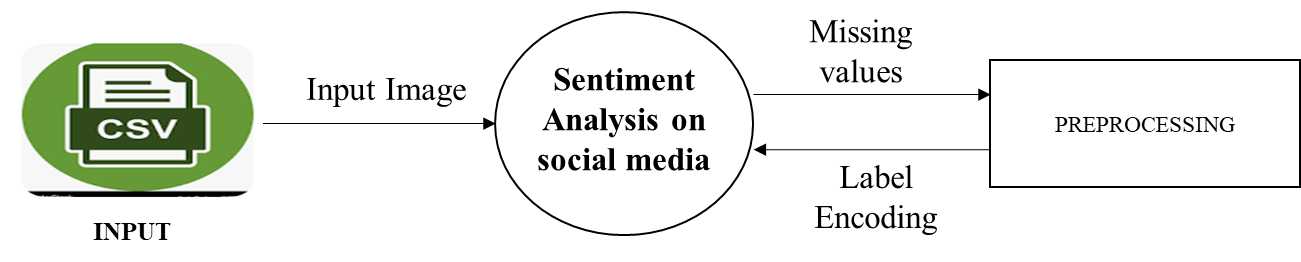 CSV
INPUT
Input Image
Sentiment
Analysis on
social media
Missing
values
Label
Encoding
PREPROCESSING